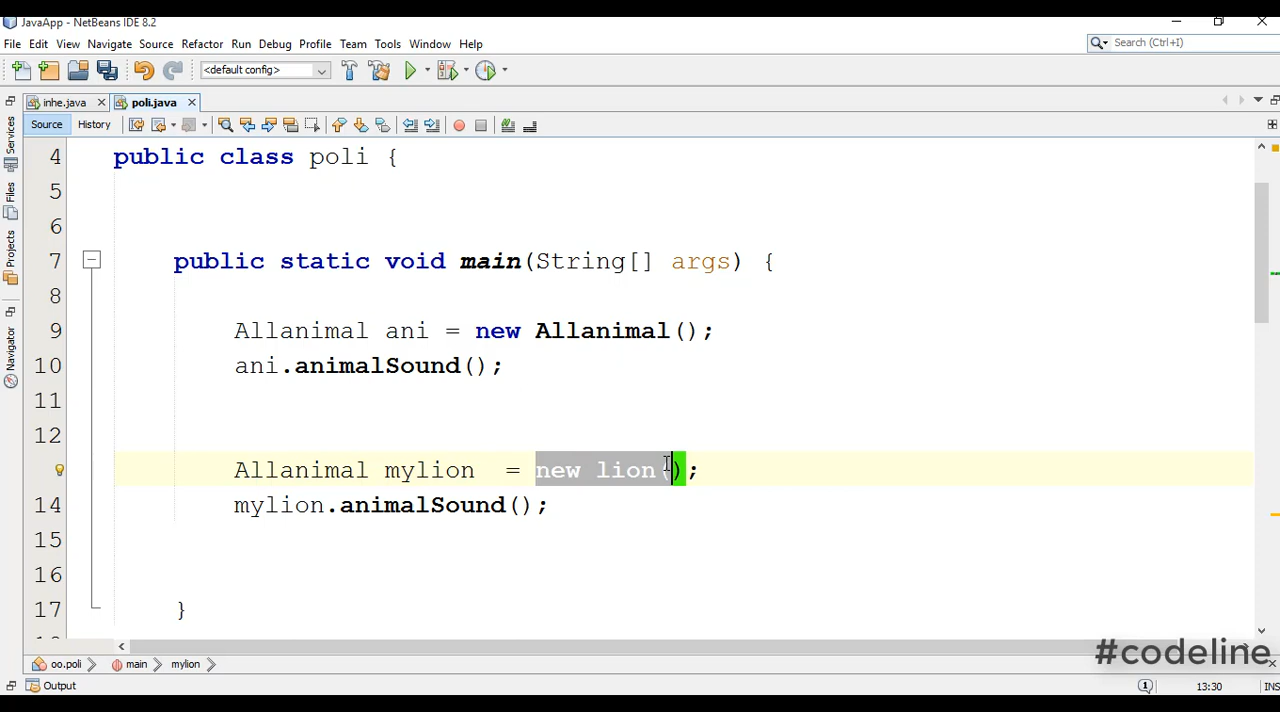 JavaApp - NetBeans IDE 8.2
File Edit View Navigate Source Refactor Run Debug Profile Team Tools Window Help
Search (Ctrl+I)
<default config>
inhe.java poli.java
Source History
Services
Files
Projects
Navigator
4 public class poli {
5
6
7 public static void main(String[] args) {
8
9 Allanimal ani = new Allanimal();
10 ani.animalSound();
11
12
Allanimal mylion = new lion();
14 mylion.animalSound();
15
16
17 }
#codeline
oo.poli main mylion
Output
1 13:30 INS